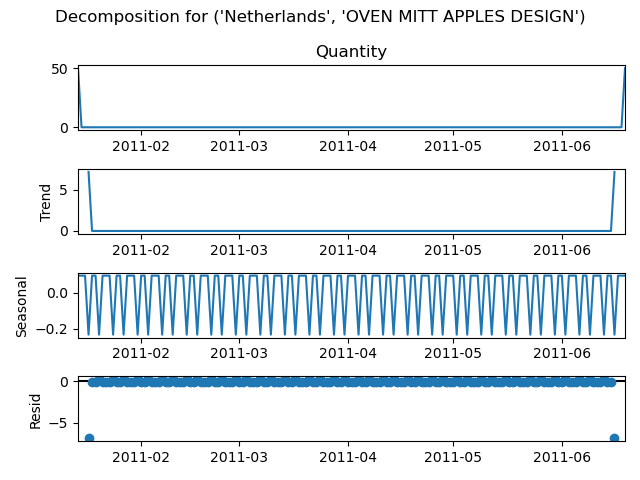 Decomposition for ('Netherlands', 'OVEN MITT APPLES DESIGN')
Quantity
50
0
2011-02 2011-03 2011-04 2011-05 2011-06
Trend
5
0
2011-02 2011-03 2011-04 2011-05 2011-06
Seasonal
0.0
−0.2
2011-02 2011-03 2011-04 2011-05 2011-06
Resid
0
−5
2011-02 2011-03 2011-04 2011-05 2011-06